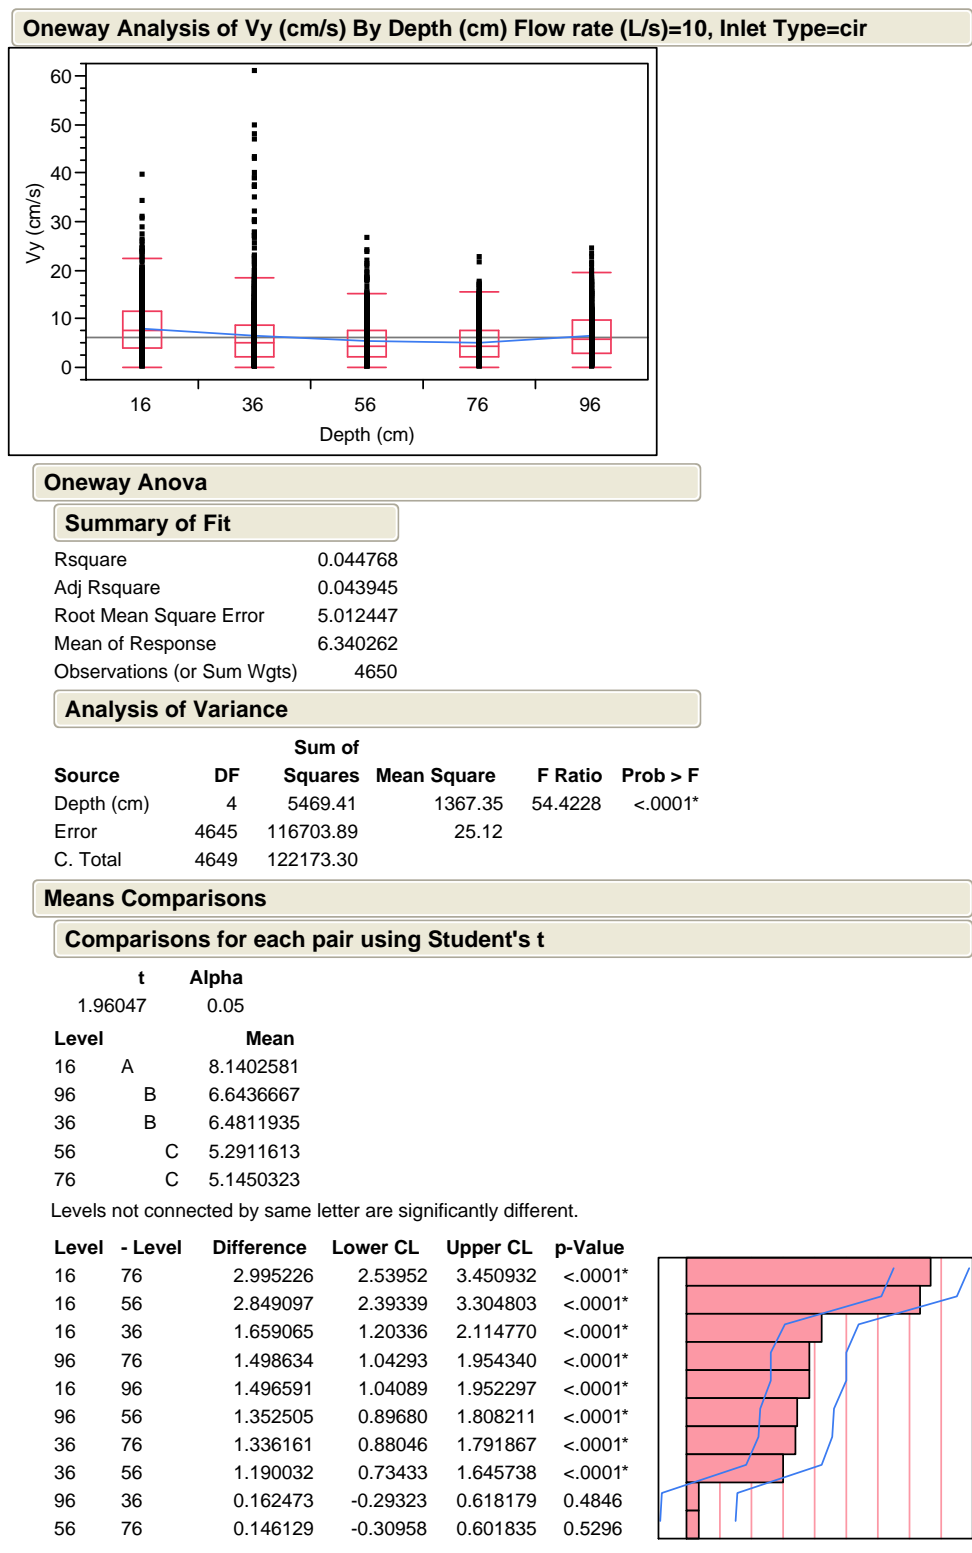 Oneway Analysis of Vy (cm/s) By Depth (cm) Flow rate (L/s)=10, Inlet Type=cir
60
50
40
30
20
10
0
Vy (cm/s)
16 36 56 76 96
Depth (cm)
Oneway Anova
Summary of Fit
Rsquare 0.044768
Adj Rsquare 0.043945
Root Mean Square Error 5.012447
Mean of Response 6.340262
Observations (or Sum Wgts) 4650
Analysis of Variance
Sum of
Source DF Squares Mean Square F Ratio Prob > F
Depth (cm) 4 5469.41 1367.35 54.4228 <.0001*
Error 4645 116703.89 25.12
C. Total 4649 122173.30
Means Comparisons
Comparisons for each pair using Student's t
t Alpha
1.96047 0.05
Level Mean
16 A 8.1402581
96 B 6.6436667
36 B 6.4811935
56 C 5.2911613
76 C 5.1450323
Levels not connected by same letter are significantly different.
Level - Level Difference Lower CL Upper CL p-Value
16 76 2.995226 2.53952 3.450932 <.0001*
16 56 2.849097 2.39339 3.304803 <.0001*
16 36 1.659065 1.20336 2.114770 <.0001*
96 76 1.498634 1.04293 1.954340 <.0001*
16 96 1.496591 1.04089 1.952297 <.0001*
96 56 1.352505 0.89680 1.808211 <.0001*
36 76 1.336161 0.88046 1.791867 <.0001*
36 56 1.190032 0.73433 1.645738 <.0001*
96 36 0.162473 -0.29323 0.618179 0.4846
56 76 0.146129 -0.30958 0.601835 0.5296